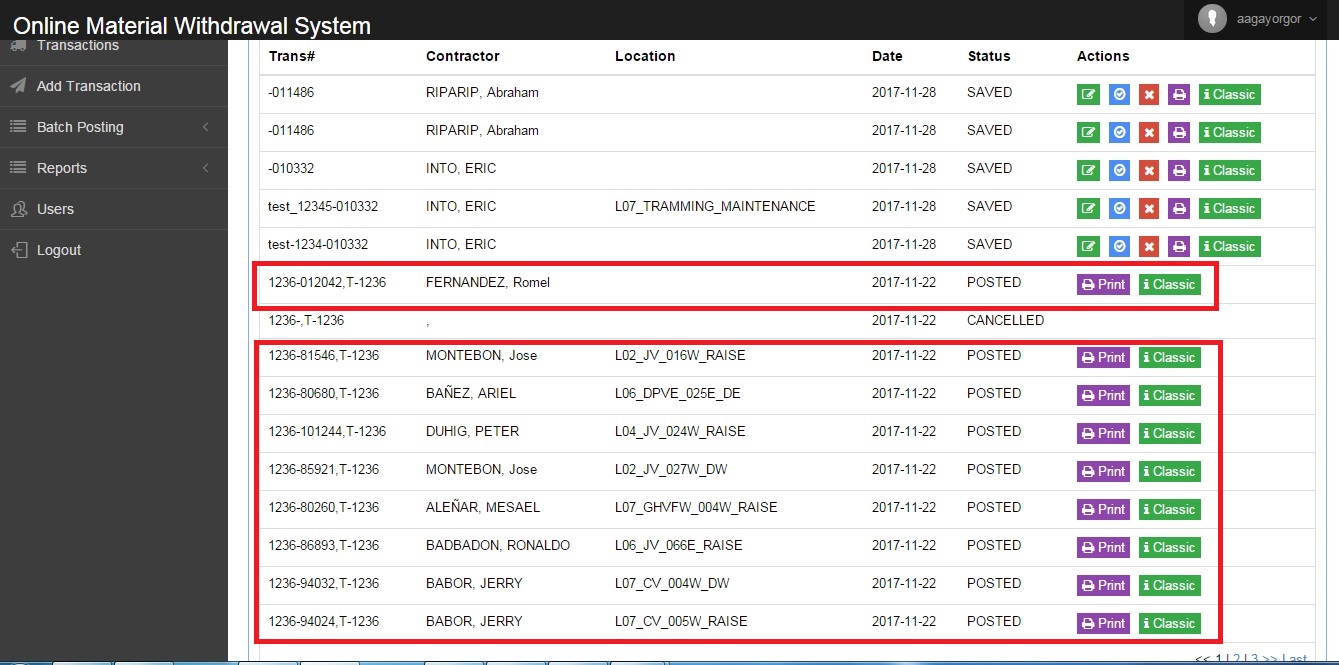 Online Material Withdrawal System
aagayorgor
Transactions
Add Transaction
Batch Posting
Reports
Users
Logout
Trans# Contractor Location Date Status Actions
-011486 RIPARIP, Abraham 2017-11-28 SAVED Classic
-011486 RIPARIP, Abraham 2017-11-28 SAVED Classic
-010332 INTO, ERIC 2017-11-28 SAVED Classic
test_12345-010332 INTO, ERIC L07_TRAMMING_MAINTENANCE 2017-11-28 SAVED Classic
test-1234-010332 INTO, ERIC 2017-11-28 SAVED Classic
1236-012042,T-1236 FERNANDEZ, Romel 2017-11-22 POSTED Print Classic
1236-,T-1236 , 2017-11-22 CANCELLED
1236-81546,T-1236 MONTEBON, Jose L02_JV_016W_RAISE 2017-11-22 POSTED Print Classic
1236-80680,T-1236 BAÑEZ, ARIEL L06_DPVE_025E_DE 2017-11-22 POSTED Print Classic
1236-101244,T-1236 DUHIG, PETER L04_JV_024W_RAISE 2017-11-22 POSTED Print Classic
1236-85921,T-1236 MONTEBON, Jose L02_JV_027W_DW 2017-11-22 POSTED Print Classic
1236-80260,T-1236 ALEÑAR, MESAEL L07_GHVFW_004W_RAISE 2017-11-22 POSTED Print Classic
1236-86893,T-1236 BADBADON, RONALDO L06_JV_066E_RAISE 2017-11-22 POSTED Print Classic
1236-94032,T-1236 BABOR, JERRY L07_CV_004W_DW 2017-11-22 POSTED Print Classic
1236-94024,T-1236 BABOR, JERRY L07_CV_005W_RAISE 2017-11-22 POSTED Print Classic
<< 1 | 2 | 3 >> Last